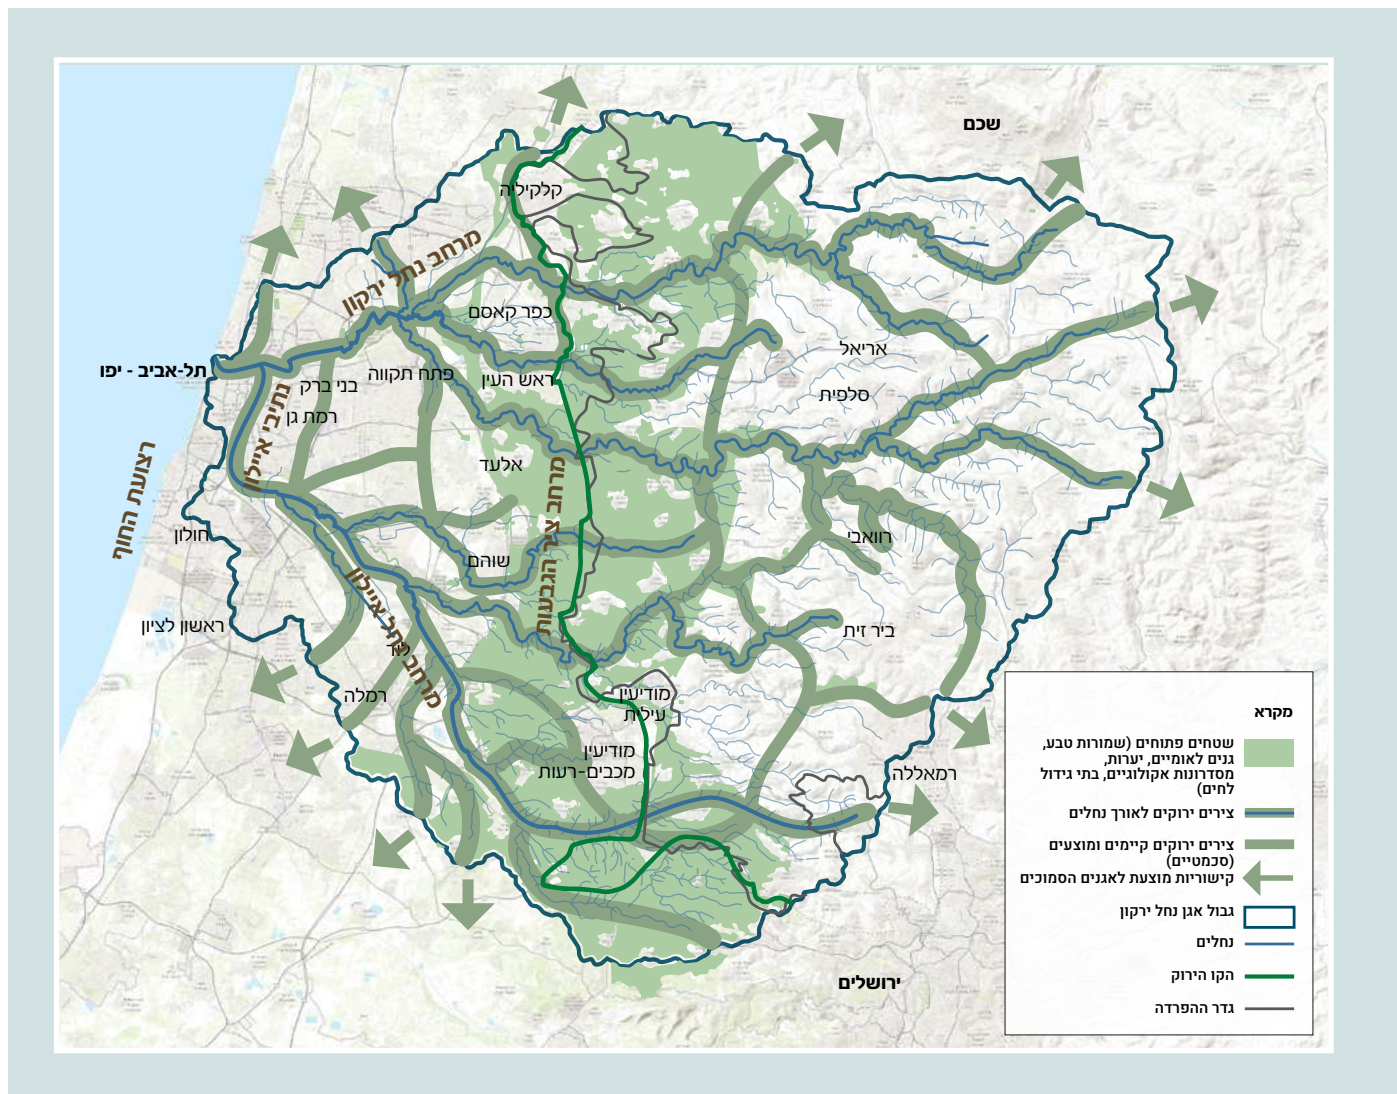 שכם
קלקיליה
מרחב נחל ירקון
כפר קאסם
תל-אביב - יפו
פתח תקווה
ראש העין
בני ברק
רמת גן
נתיבי איילון
אריאל
סלפית
רצועת החוף
אלעד
מרחב ציר הגבעות
חולון
שוהם
רוואבי
מרחב נחל איילון
ראשון לציון
לוד
ביר זית
רמלה
מודיעין
עילית
מודיעין
מכבים-רעות
רמאללה
ירושלים
מקרא
שטחים פתוחים (שמורות טבע,
גנים לאומיים, יערות,
מסדרונות אקולוגיים, בתי גידול
לחים)
צירים ירוקים לאורך נחלים
צירים ירוקים קיימים ומוצעים
(סכמטיים)
קישוריות מוצעת לאגנים הסמוכים
גבול אגן נחל ירקון
נחלים
הקו הירוק
גדר ההפרדה